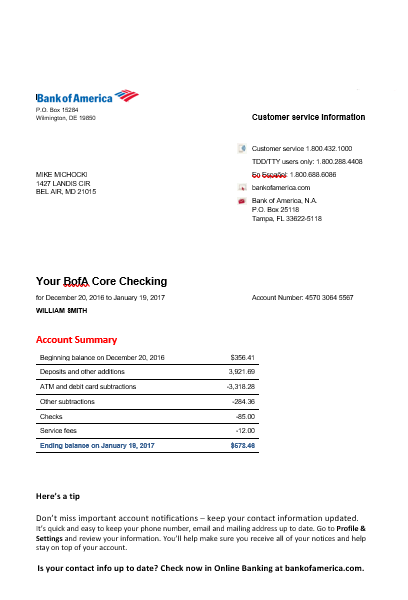 Bank of America
P.O. Box 15284
Wilmington, DE 19850
Customer service information
Customer service 1.800.432.1000
TDD/TTY users only: 1.800.288.4408
En Español: 1.800.688.6086
bankofamerica.com
Bank of America, N.A.
P.O. Box 25118
Tampa, FL 33622-5118
MIKE MICHOCKI
1427 LANDIS CIR
BEL AIR, MD 21015
Your BofA Core Checking
for December 20, 2016 to January 19, 2017
Account Number: 4570 3064 5567
WILLIAM SMITH
Account Summary
Beginning balance on December 20, 2016 $356.41
Deposits and other additions 3,921.69
ATM and debit card subtractions -3,318.28
Other subtractions -284.36
Checks -85.00
Service fees -12.00
Ending balance on January 19, 2017 $578.46
Here's a tip
Don't miss important account notifications – keep your contact information updated.
It's quick and easy to keep your phone number, email and mailing address up to date. Go to Profile &
Settings and review your information. You'll help make sure you receive all of your notices and help
stay on top of your account.
Is your contact info up to date? Check now in Online Banking at bankofamerica.com.